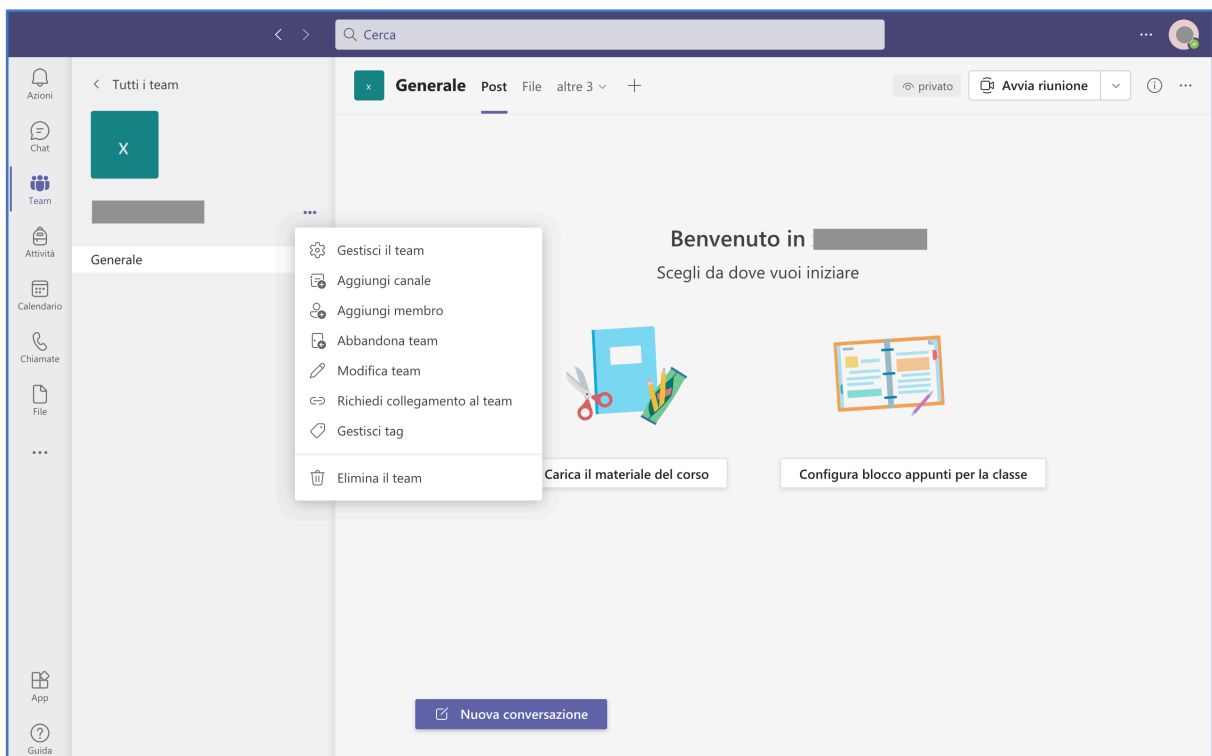 Cerca
Azioni
Chat
Team
Attività
Calendario
Chiamate
File
App
Guida
Tutti i team
X
Generale
Gestisci il team
Aggiungi canale
Aggiungi membro
Abbandona team
Modifica team
Richiedi collegamento al team
Gestisci tag
Elimina il team
x Generale Post File altre 3 privato Avvia riunione
Benvenuto in
Scegli da dove vuoi iniziare
Carica il materiale del corso Configura blocco appunti per la classe
Nuova conversazione